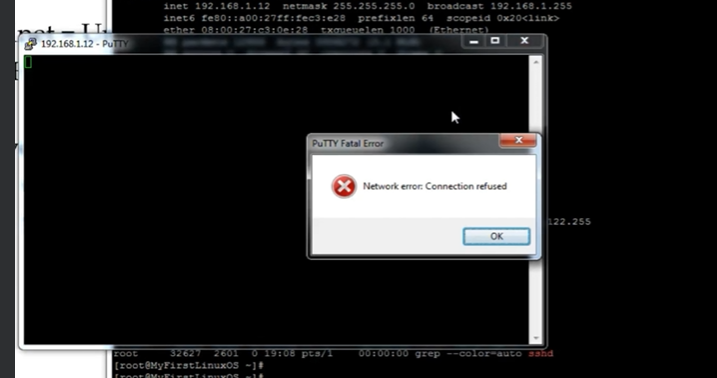 inet 192.168.1.12 netmask 255.255.255.0 broadcast 192.168.1.255
inet6 fe80::a00:27ff:fec3:e28 prefixlen 64 scopeid 0x20<link>
ether 08:00:27:c3:0e:28 txqueuelen 1000 (Ethernet)
192.168.1.12 - PuTTY
PuTTY Fatal Error
Network error: Connection refused
OK
122.255
root 32627 2601 0 19:08 pts/1 00:00:00 grep --color=auto sshd
[root@MyFirstLinuxOS ~]#
[root@MyFirstLinuxOS ~]#